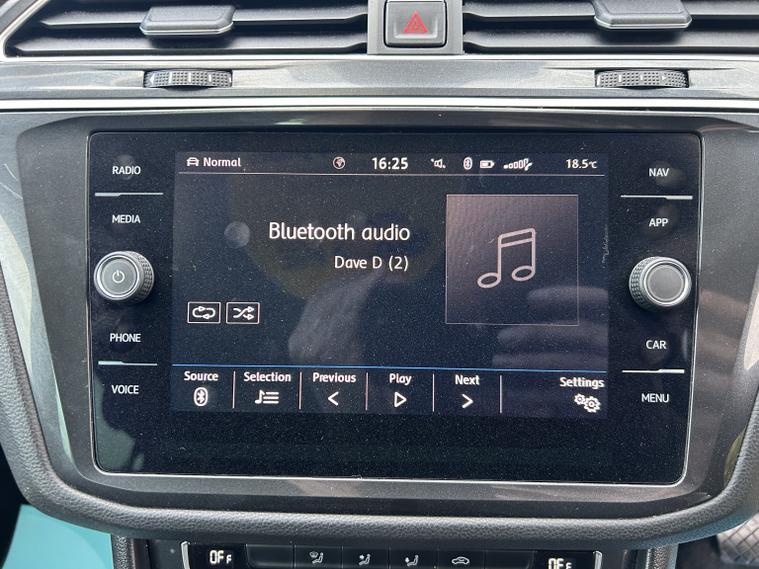 Normal 16:25 18.5°C
RADIO
MEDIA
PHONE
VOICE
Bluetooth audio
Dave D (2)
Source Selection Previous Play Next Settings
NAV
APP
CAR
MENU
OFF OFF